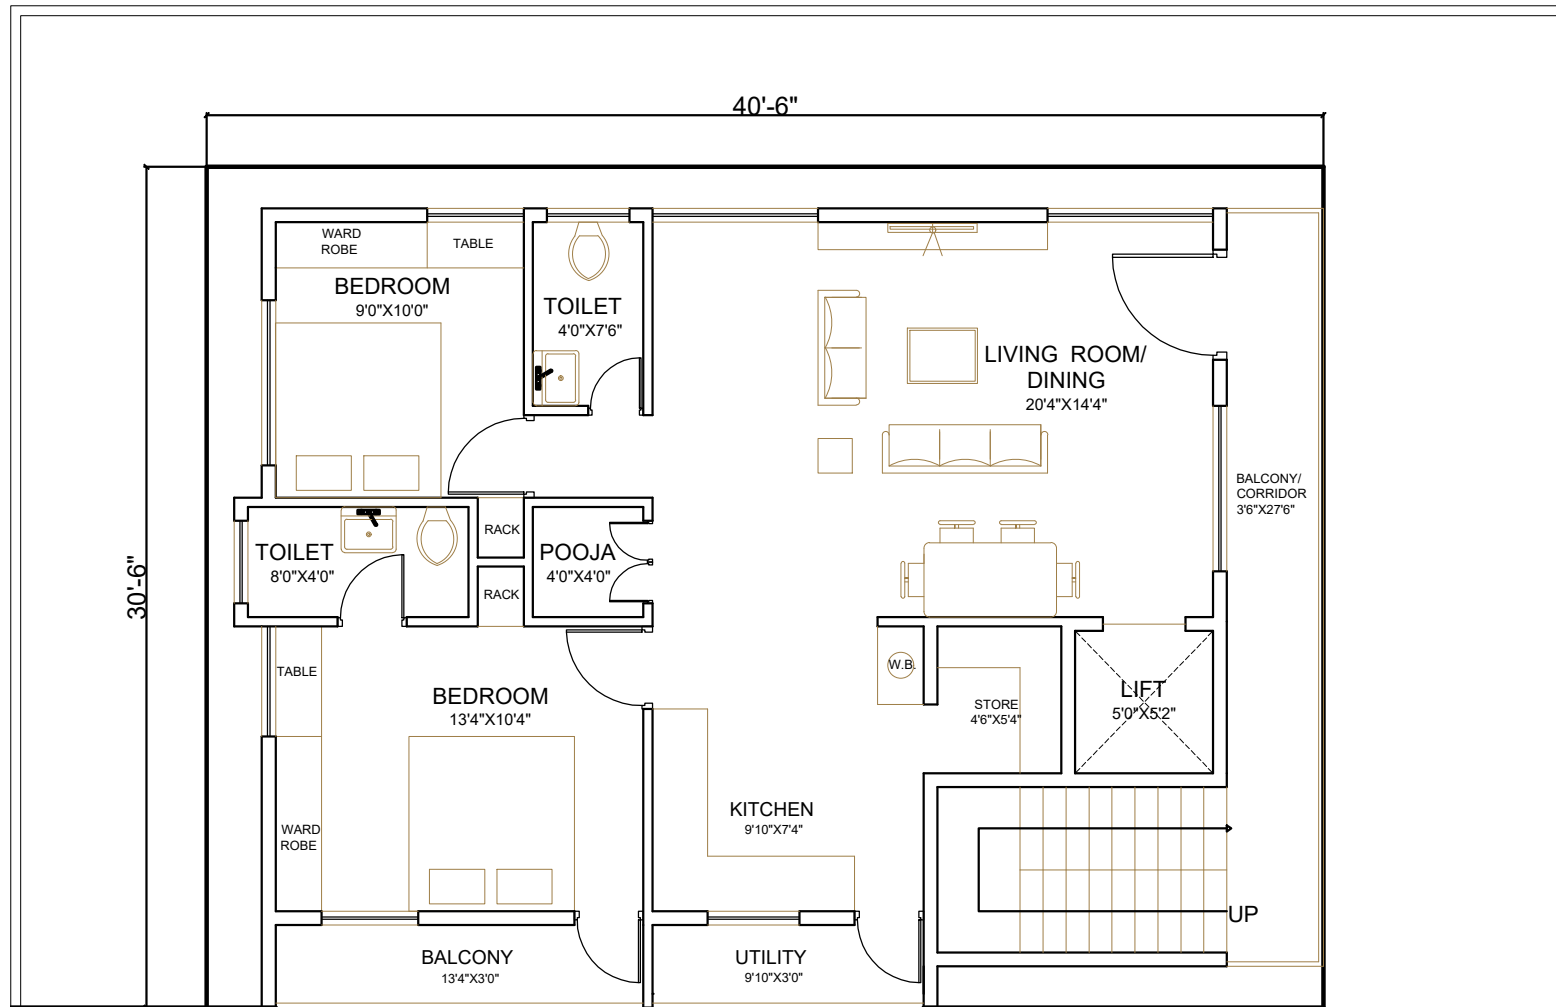 40'-6"
30'-6"
WARD
ROBE
TABLE
BEDROOM
9'0"X10'0"
TOILET
4'0"X7'6"
LIVING ROOM/
DINING
20'4"X14'4"
BALCONY/
CORRIDOR
3'6"X27'6"
RACK
TOILET
8'0"X4'0"
POOJA
4'0"X4'0"
RACK
TABLE
BEDROOM
13'4"X10'4"
W.B.
STORE
4'6"X5'4"
LIFT
5'0"X5'2"
WARD
ROBE
KITCHEN
9'10"X7'4"
UP
BALCONY
13'4"X3'0"
UTILITY
9'10"X3'0"